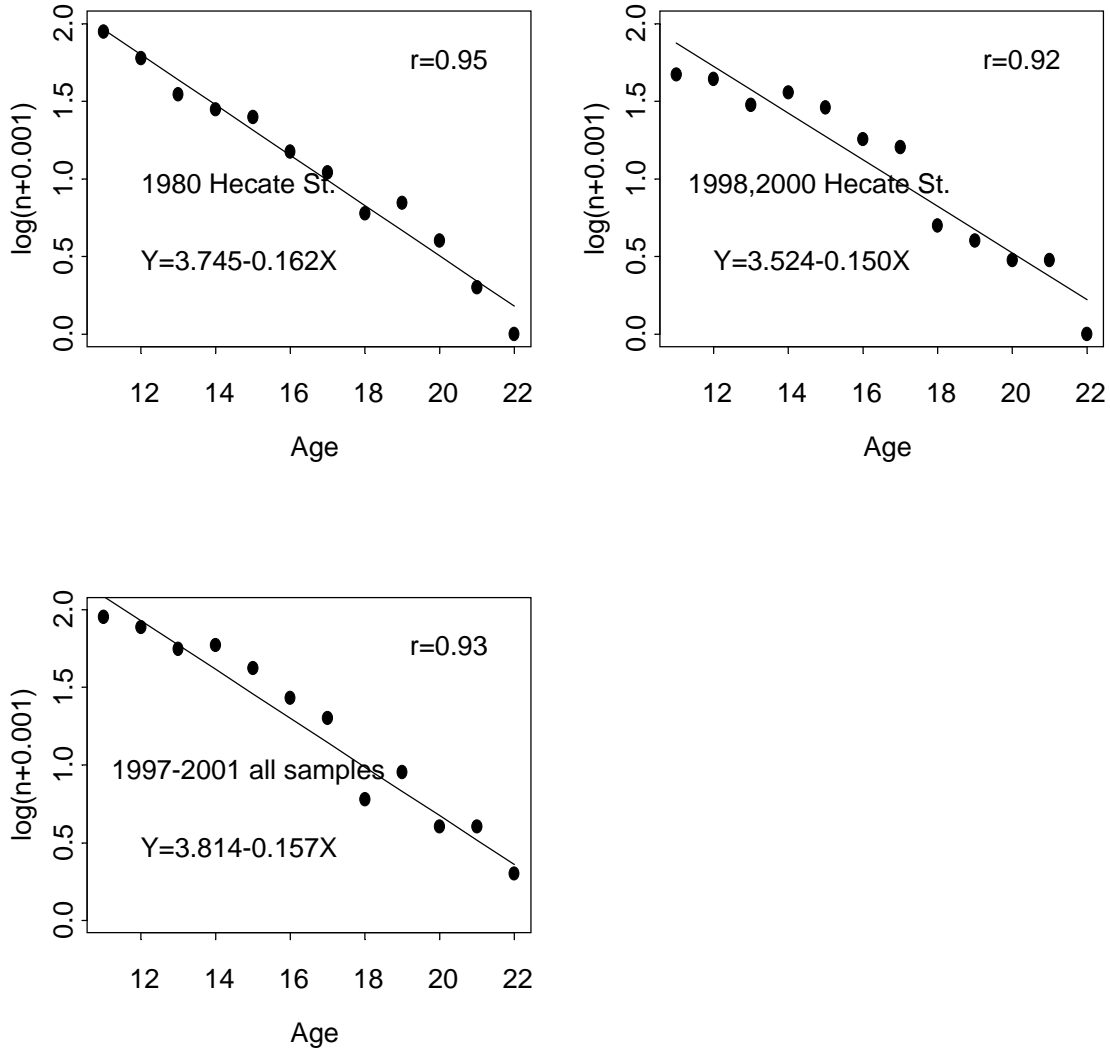 2.0
1.5
1.0
0.5
0.0
log(n+0.001)
r=0.95
1980 Hecate St.
Y=3.745-0.162X
12 14 16 18 20 22
Age
2.0
1.5
1.0
0.5
0.0
log(n+0.001)
r=0.92
1998,2000 Hecate St.
Y=3.524-0.150X
12 14 16 18 20 22
Age
2.0
1.5
1.0
0.5
0.0
log(n+0.001)
r=0.93
1997-2001 all samples
Y=3.814-0.157X
12 14 16 18 20 22
Age